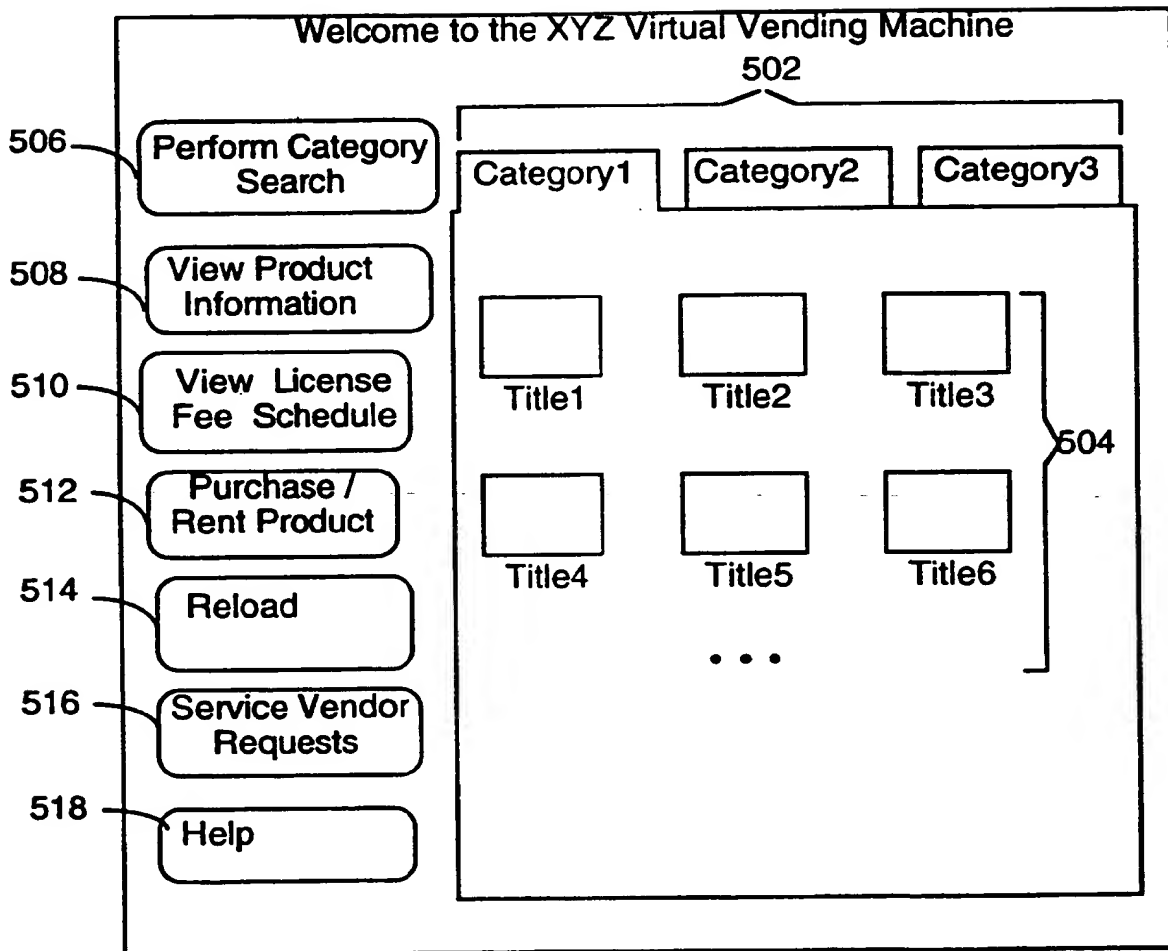 Welcome to the XYZ Virtual Vending Machine
502
506
Perform Category
Search
Category1
Category2
Category3
508
View Product
Information
510
View License
Fee Schedule
Title1
Title2
Title3
504
512
Purchase /
Rent Product
Title4
Title5
Title6
514
Reload
• • •
516
Service Vendor
Requests
518
Help